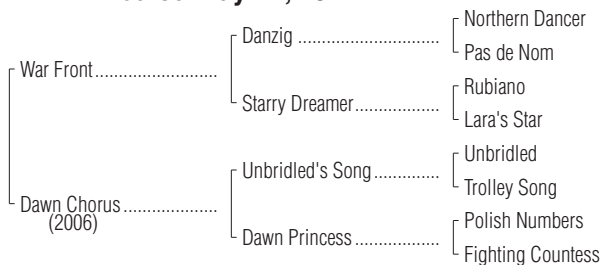 Northern Dancer
Danzig
Pas de Nom
War Front
Rubiano
Starry Dreamer
Lara's Star
Unbridled
Unbridled's Song
Trolley Song
Dawn Chorus
(2006)
Polish Numbers
Dawn Princess
Fighting Countess